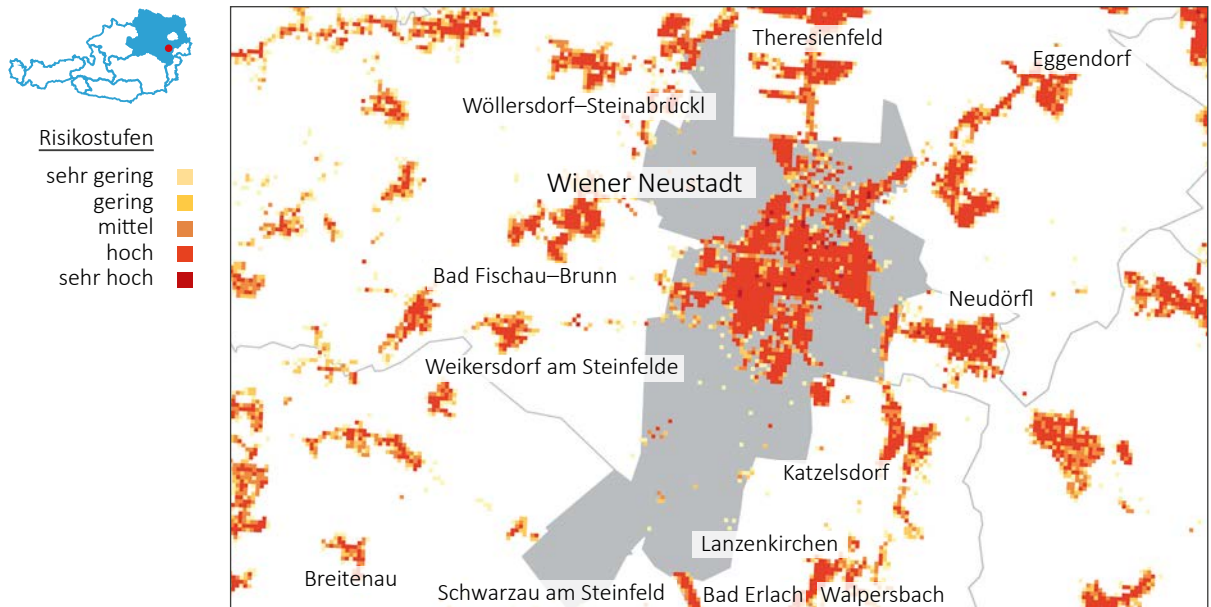 Risikostufen
sehr gering
gering
mittel
hoch
sehr hoch
Theresienfeld
Eggendorf
Wöllersdorf–Steinabrückl
Wiener Neustadt
Bad Fischau–Brunn
Neudörfl
Weikersdorf am Steinfelde
Katzelsdorf
Lanzenkirchen
Breitenau
Schwarzau am Steinfeld
Bad Erlach
Walpersbach